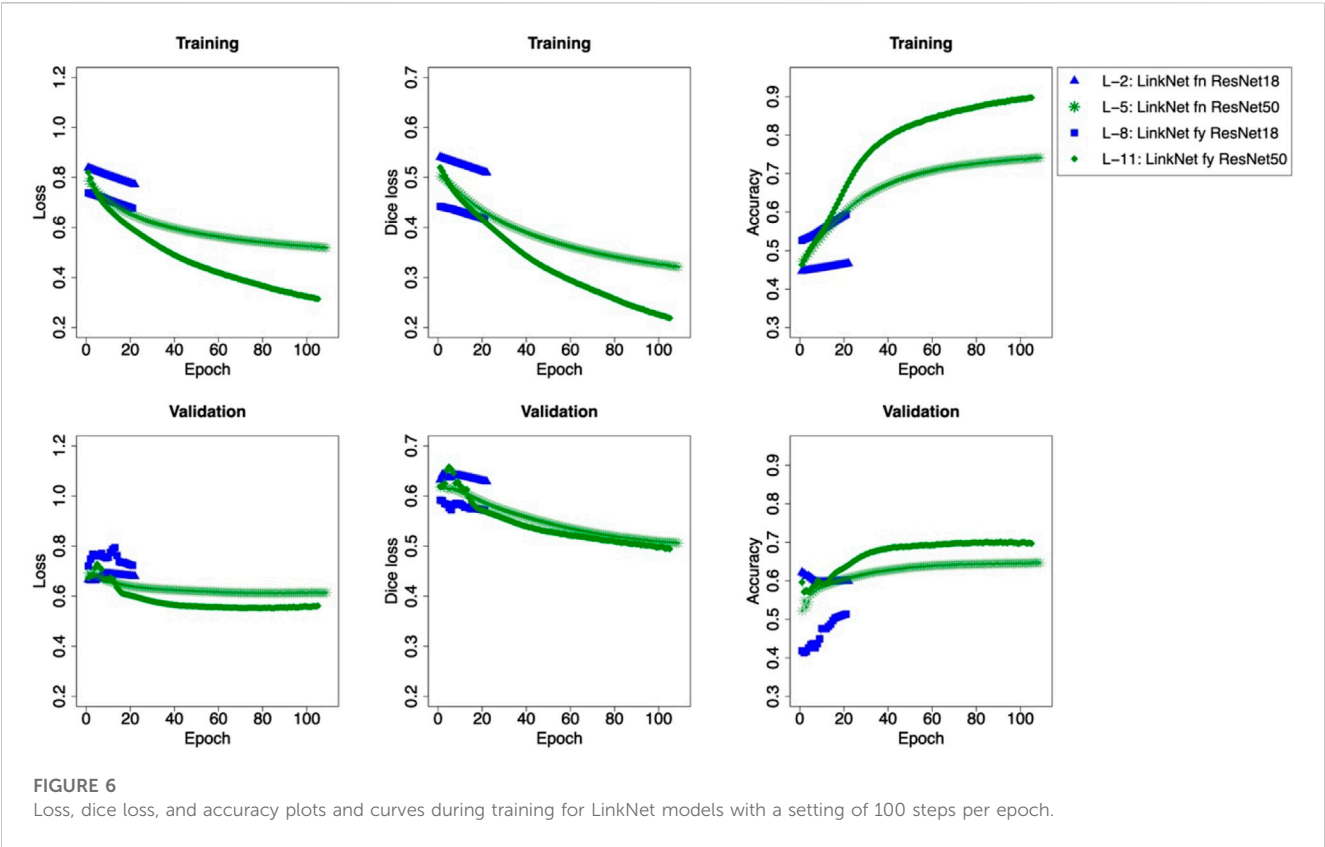 Training
Training
Training
1.2
1.0
0.8
0.6
0.4
0.2
Loss
0 20 40 60 80 100
Epoch
0.7
0.6
0.5
0.4
0.3
0.2
Dice loss
0 20 40 60 80 100
Epoch
0.9
0.8
0.7
0.6
0.5
0.4
0.3
Accuracy
0 20 40 60 80 100
Epoch
L-2: LinkNet fn ResNet18
L-5: LinkNet fn ResNet50
L-8: LinkNet fy ResNet18
L-11: LinkNet fy ResNet50
Validation
Validation
Validation
1.2
1.0
0.8
0.6
0.4
0.2
Loss
0 20 40 60 80 100
Epoch
0.7
0.6
0.5
0.4
0.3
0.2
Dice loss
0 20 40 60 80 100
Epoch
0.9
0.8
0.7
0.6
0.5
0.4
0.3
Accuracy
0 20 40 60 80 100
Epoch
FIGURE 6
Loss, dice loss, and accuracy plots and curves during training for LinkNet models with a setting of 100 steps per epoch.